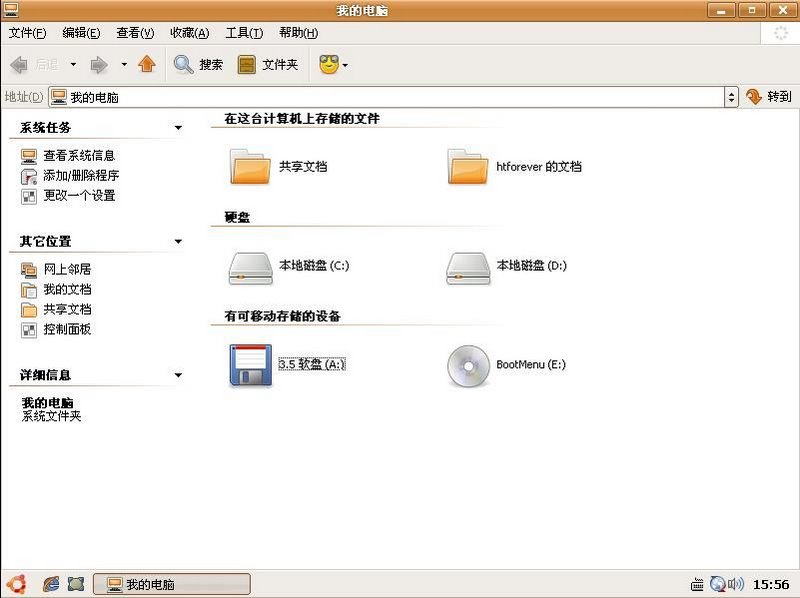 我的电脑
文件(F) 编辑(E) 查看(V) 收藏(A) 工具(T) 帮助(H)
后退 搜索 文件夹
地址(D) 我的电脑 转到
系统任务
查看系统信息
添加/删除程序
更改一个设置
其它位置
网上邻居
我的文档
共享文档
控制面板
详细信息
我的电脑
系统文件夹
在这台计算机上存储的文件
共享文档 htforever 的文档
硬盘
本地磁盘 (C:) 本地磁盘 (D:)
有可移动存储的设备
3.5 软盘 (A:) BootMenu (E:)
我的电脑 15:56